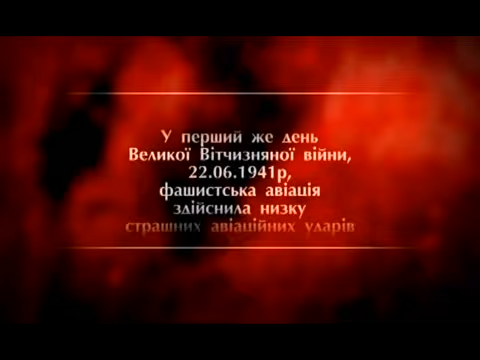 У перший же день
Великої Вітчизняної війни,
22.06.1941р,
фашистська авіація
здійснила низку
страшних авіаційних ударів